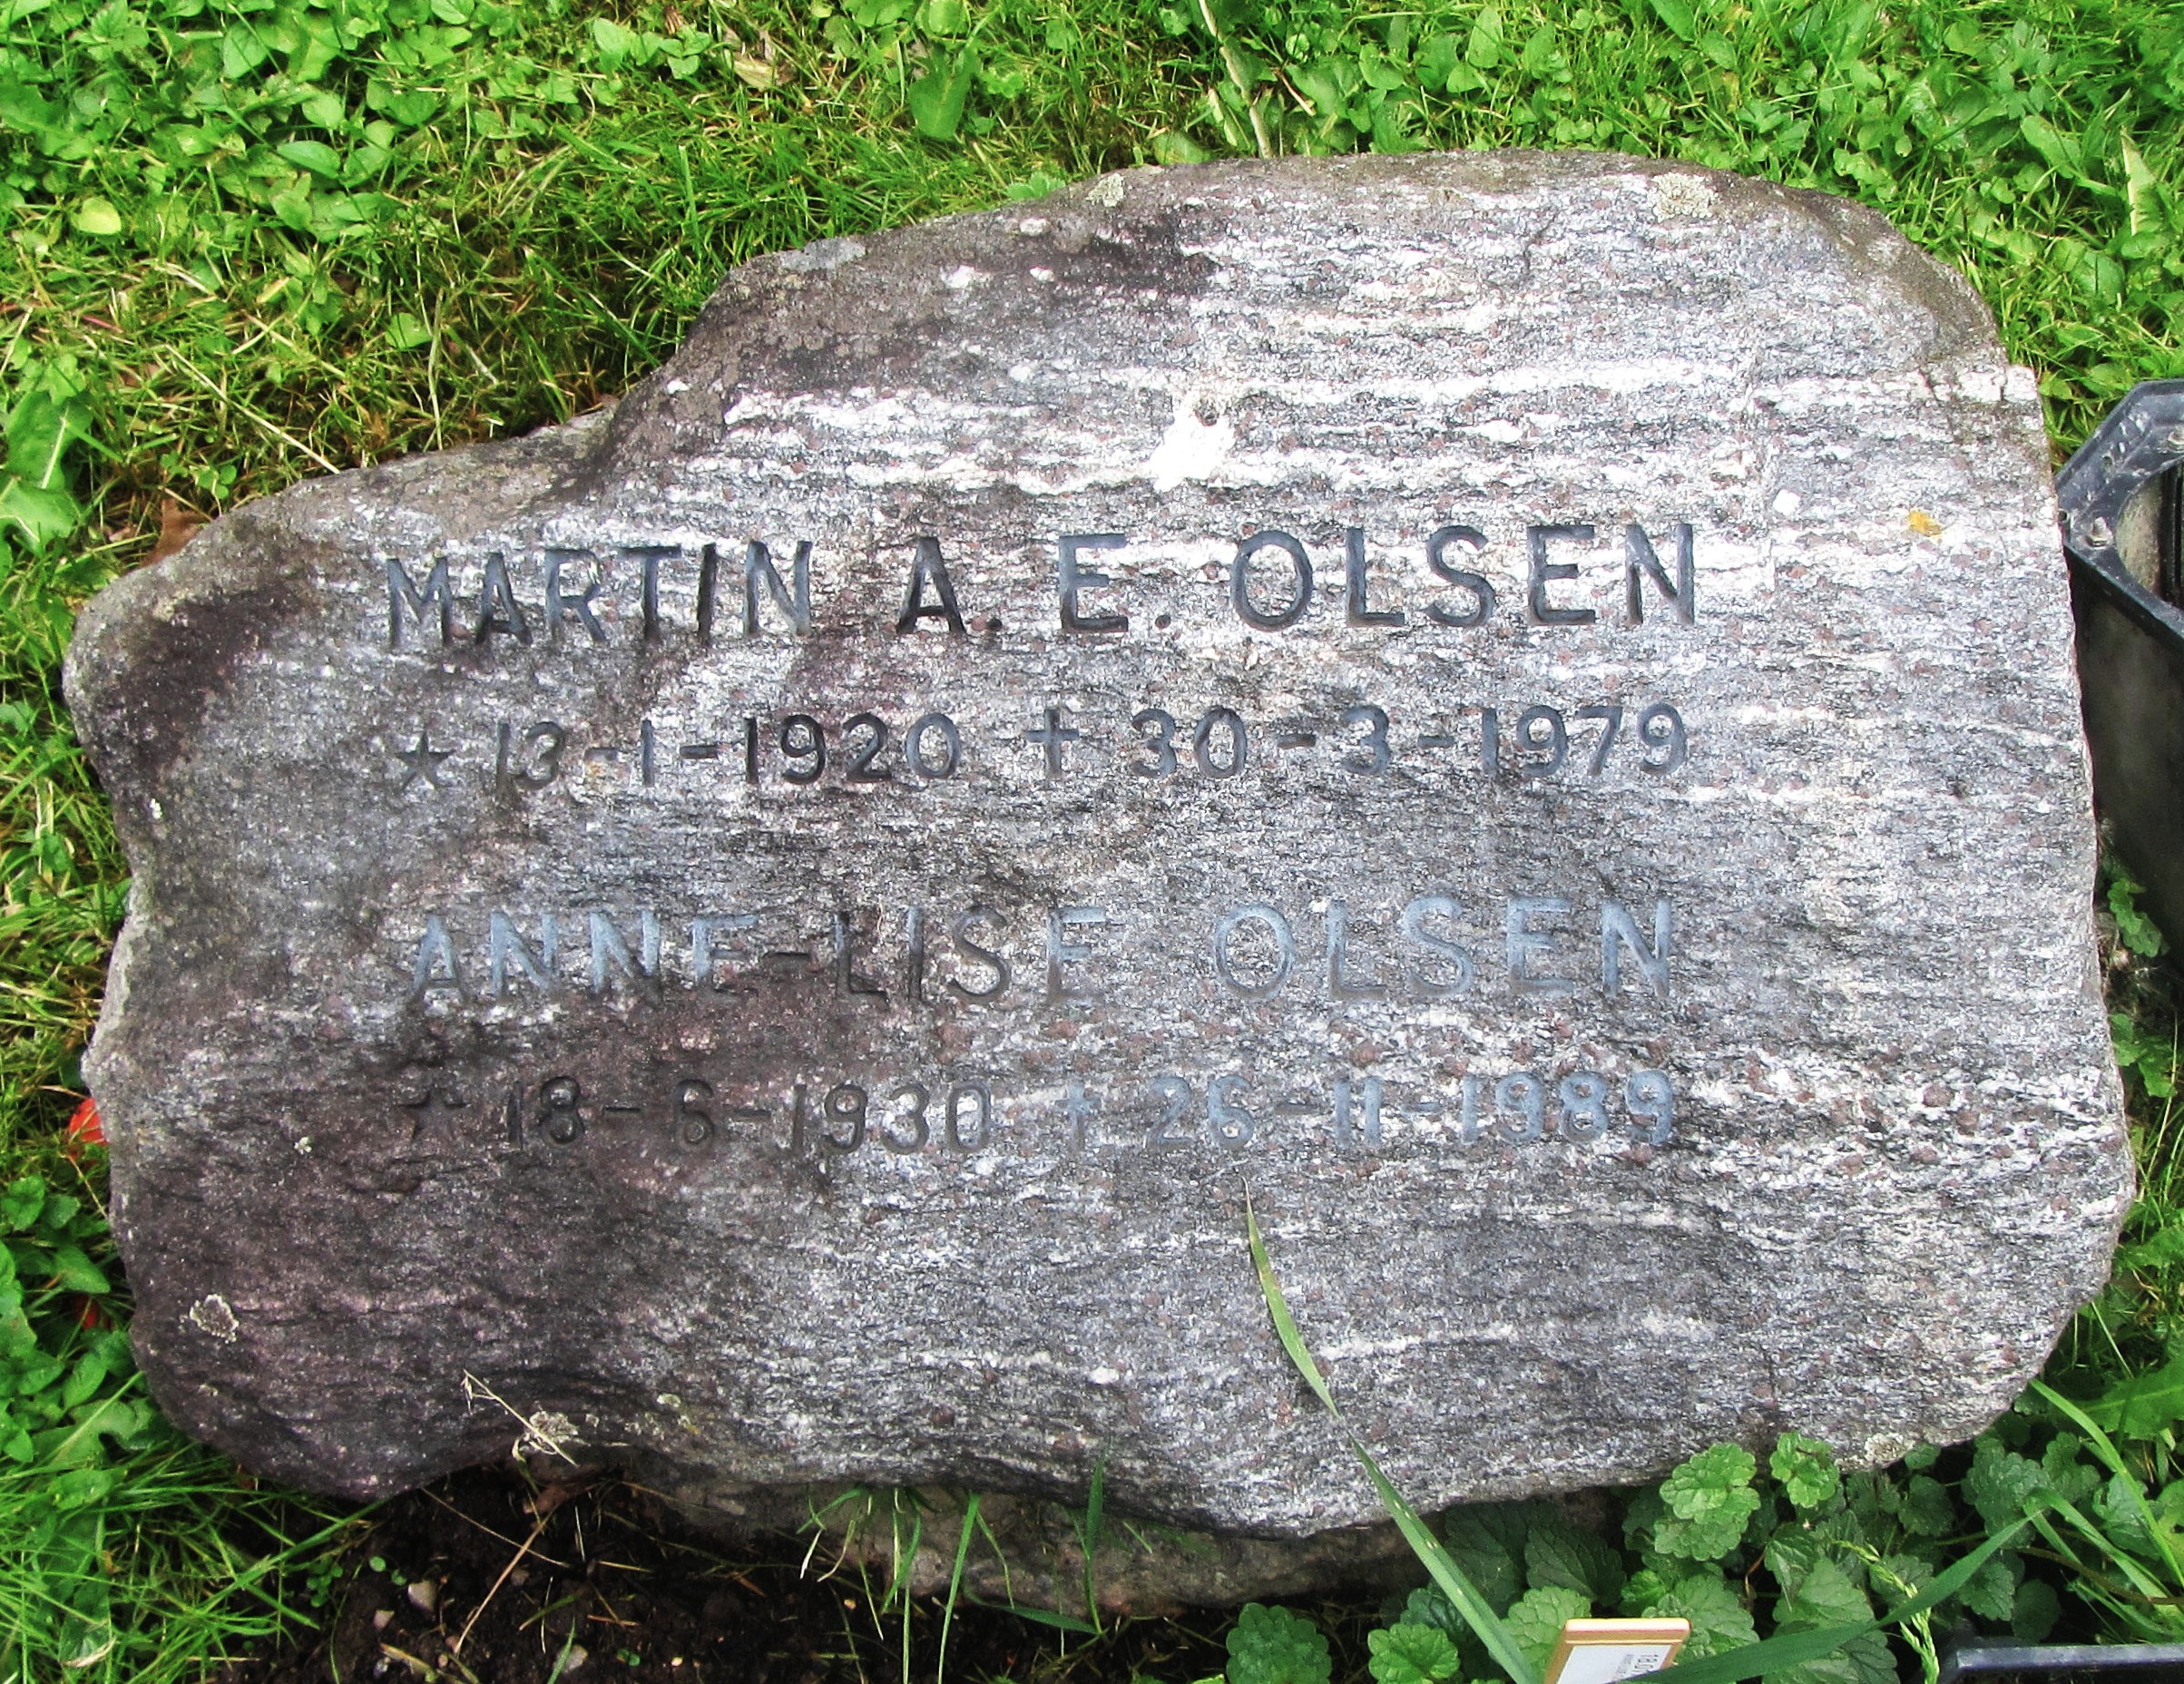 MARTIN A. E. OLSEN
★ 13-1-1920 ✝ 30-3-1979
ANNE-LISE OLSEN
★ 18-6-1930 ✝ 26-11-1989